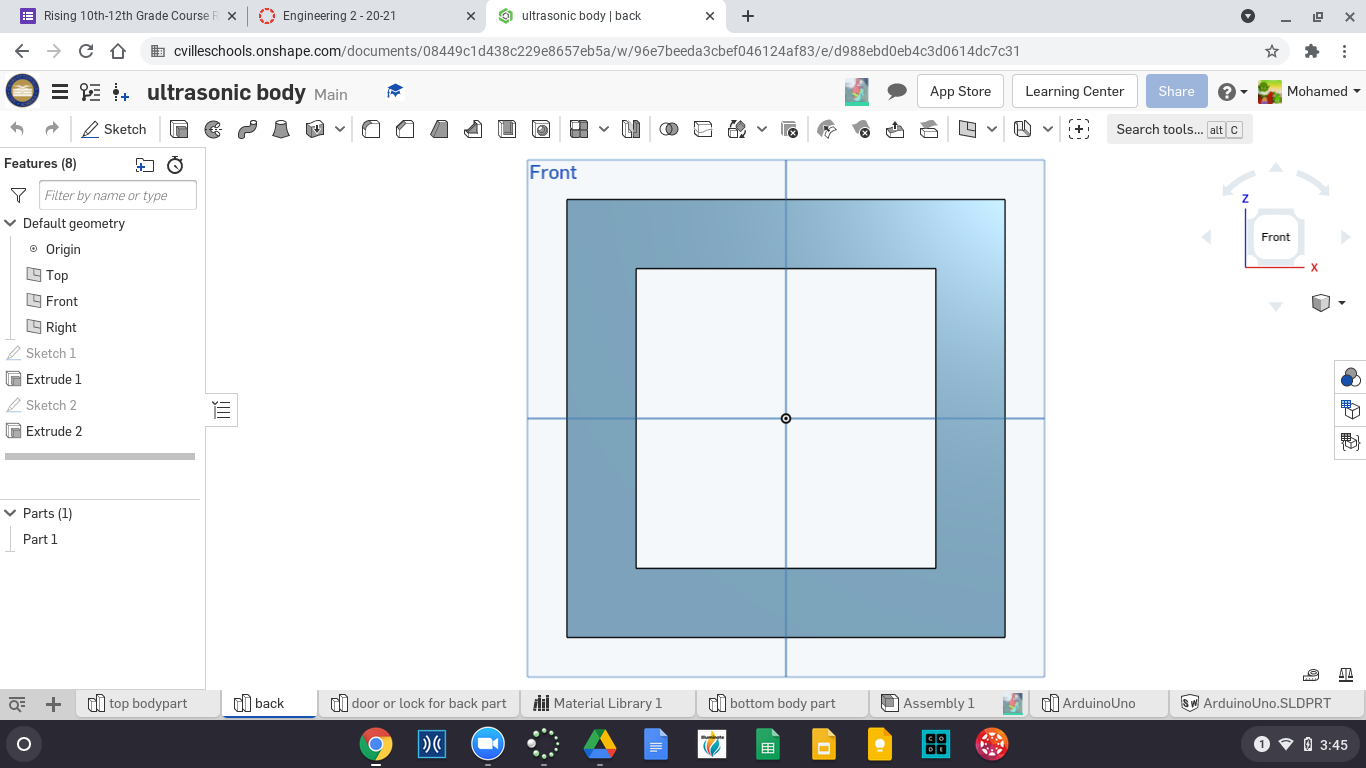 Rising 10th-12th Grade Course R
Engineering 2 - 20-21
ultrasonic body | back
cvilleschools.onshape.com/documents/08449c1d438c229e8657eb5a/w/96e7beeda3cbef046124af83/e/d988ebd0eb4c3d0614dc7c31
ultrasonic body Main
App Store
Learning Center
Share
Mohamed
Sketch
Search tools... alt C
Features (8)
Filter by name or type
Default geometry
Origin
Top
Front
Right
Sketch 1
Extrude 1
Sketch 2
Extrude 2
Parts (1)
Part 1
Front
Z
Front
X
top bodypart
back
door or lock for back part
Material Library 1
bottom body part
Assembly 1
ArduinoUno
ArduinoUno.SLDPRT
1 3:45